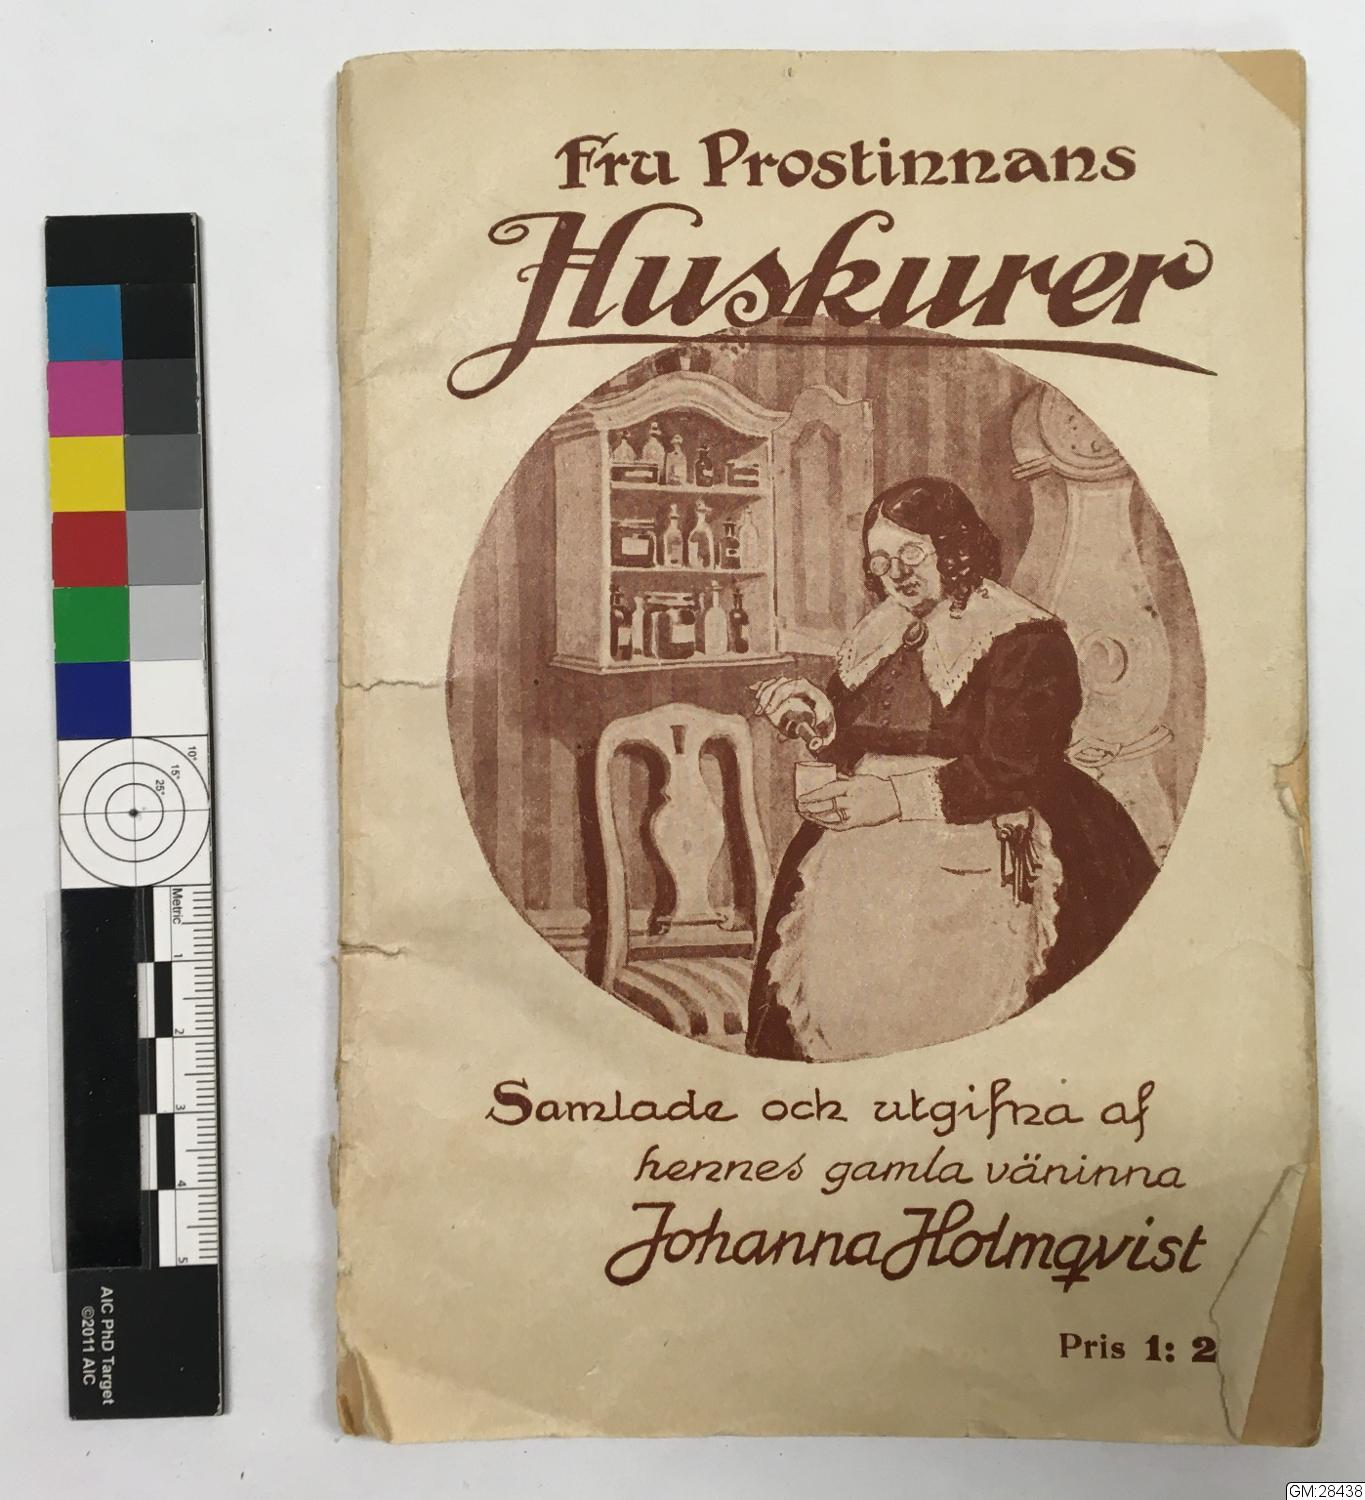 Fru Prostinnans
Huskurer
Samlade och utgifna af
hennes gamla väninna
Johanna Holmqvist
Pris 1: 2
10°
15°
25°
Metric
1
2
3
4
5
AIC PhD Target
©2011 AIC
GM:28438